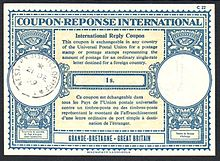 C 22
COUPON-RÉPONSE INTERNATIONAL
International Reply Coupon
This coupon is exchangeable in any country
of the Universal Postal Union for a postage
stamp or postage stamps representing the
amount of postage for an ordinary single-rate
letter destined for a foreign country.
1s.
Ce coupon est échangeable dans
tous les Pays de l'Union postale universelle
contre un timbre-poste ou des timbres-poste
représentant le montant de l'affranchissement
d'une lettre ordinaire de port simple à
destination de l'étranger.
GRANDE-BRETAGNE - GREAT BRITAIN